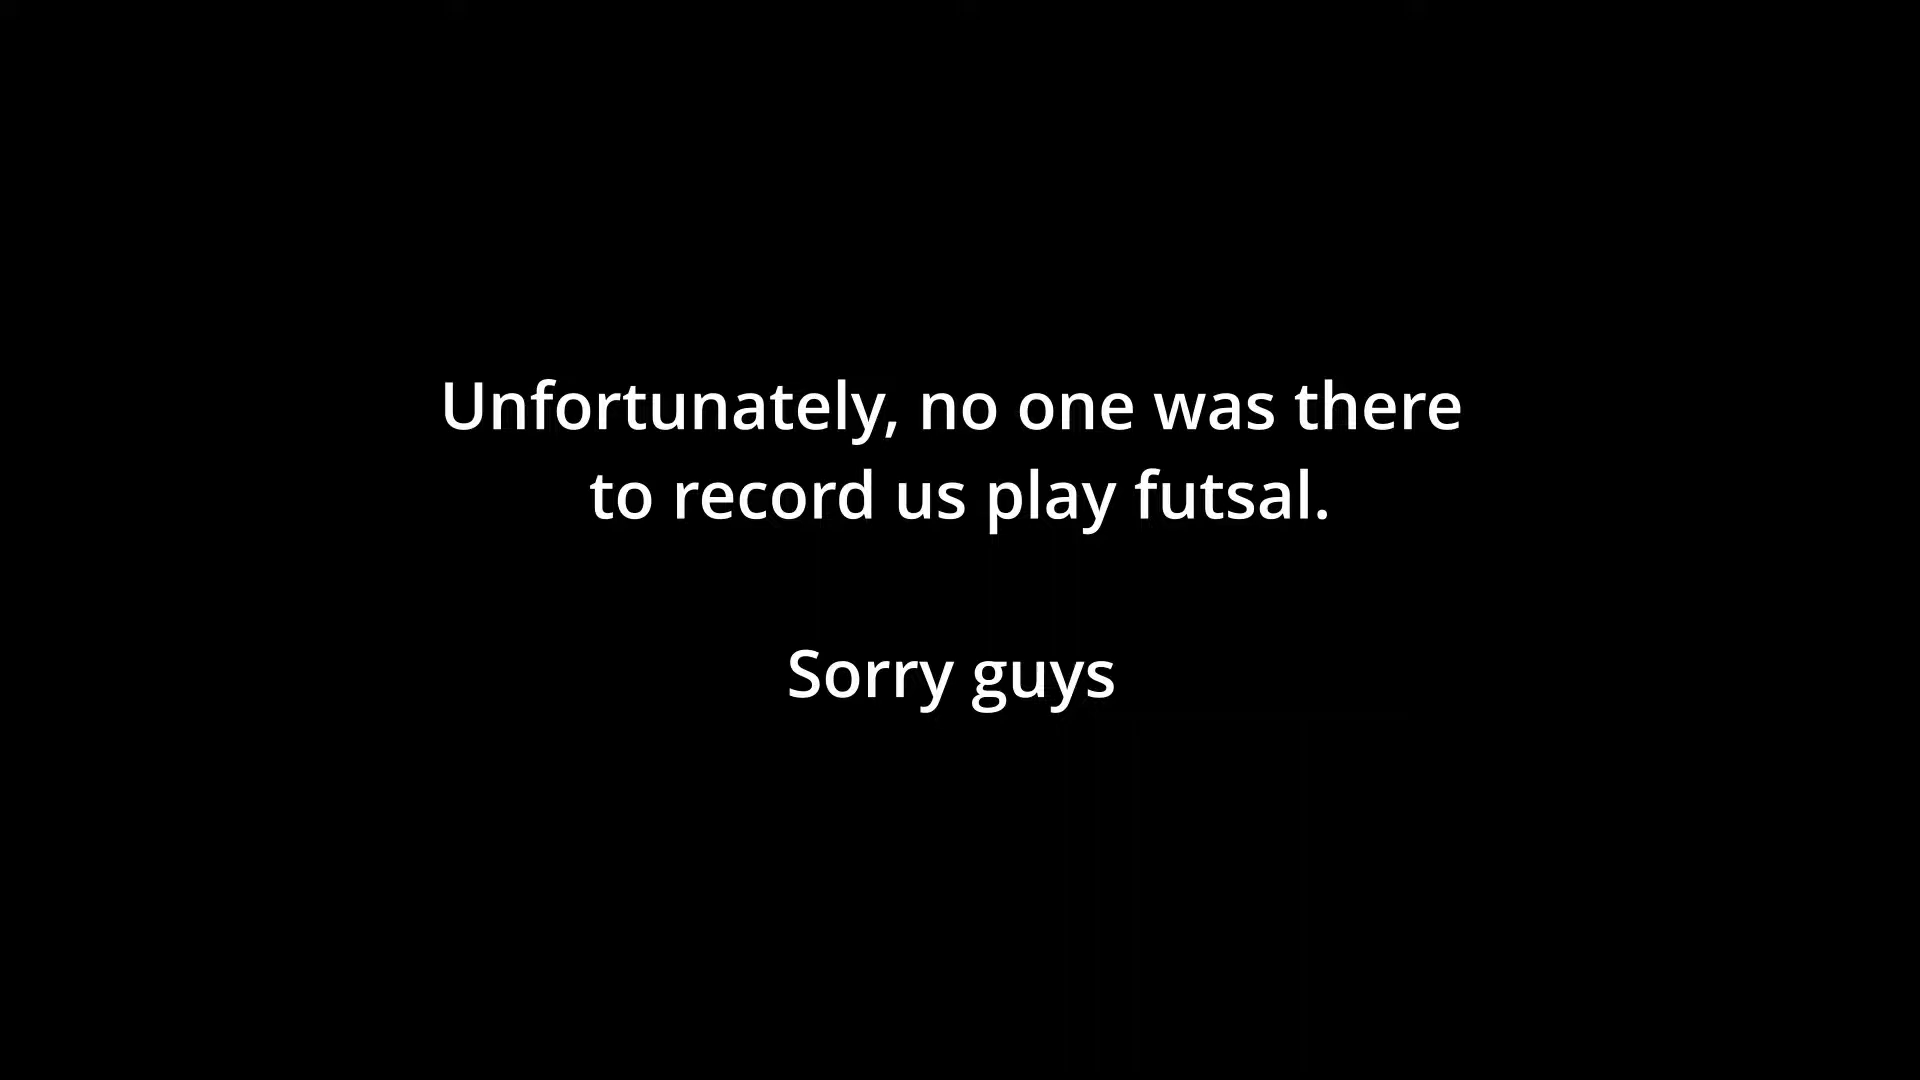 Unfortunately, no one was there
to record us play futsal.
Sorry guys